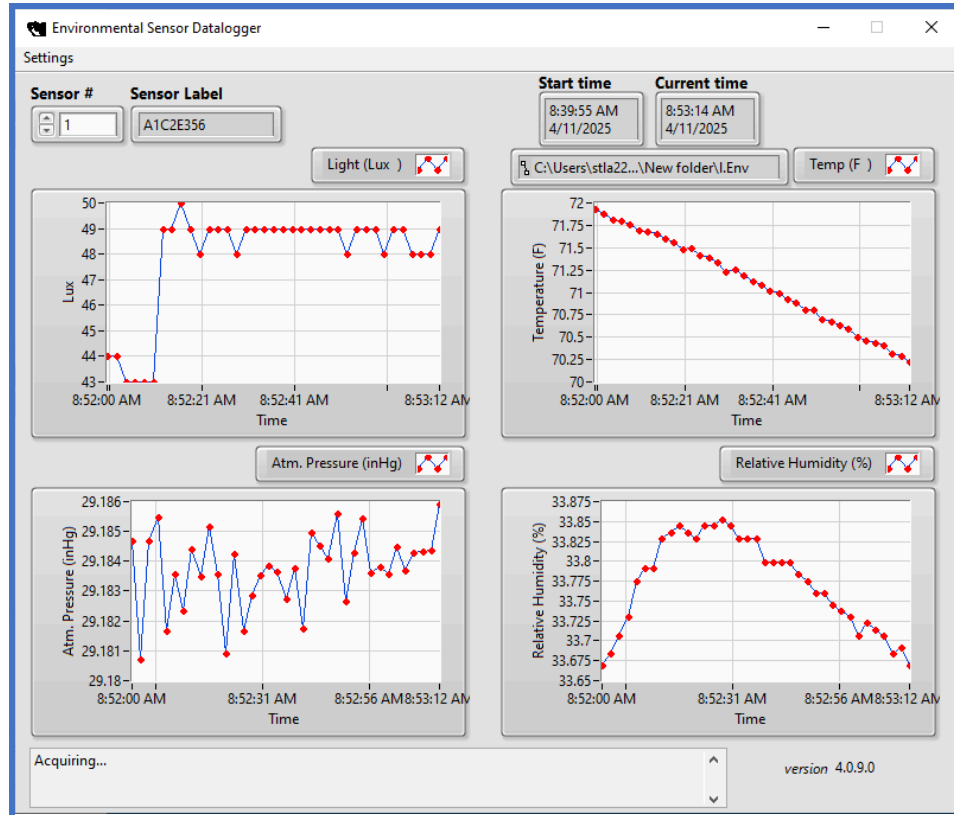 Environmental Sensor Datalogger
Settings
Sensor #
Sensor Label
Start time
Current time
1
A1C2E356
8:39:55 AM
4/11/2025
8:53:14 AM
4/11/2025
Light (Lux )
C:\Users\stla22...\New folder\I.Env
Temp (F )
50
49
48
47
46
45
44
43
Lux
8:52:00 AM
8:52:21 AM
8:52:41 AM
8:53:12 AM
Time
72
71.75
71.5
71.25
71
70.75
70.5
70.25
70
Temperature (F)
8:52:00 AM
8:52:21 AM
8:52:41 AM
8:53:12 AM
Time
Atm. Pressure (inHg)
Relative Humidity (%)
29.186
29.185
29.184
29.183
29.182
29.181
29.18
Atm. Pressure (inHg)
8:52:00 AM
8:52:31 AM
8:52:56 AM
8:53:12 AM
Time
33.875
33.85
33.825
33.8
33.775
33.75
33.725
33.7
33.675
33.65
Relative Humidity (%)
8:52:00 AM
8:52:31 AM
8:52:56 AM
8:53:12 AM
Time
Acquiring...
version 4.0.9.0